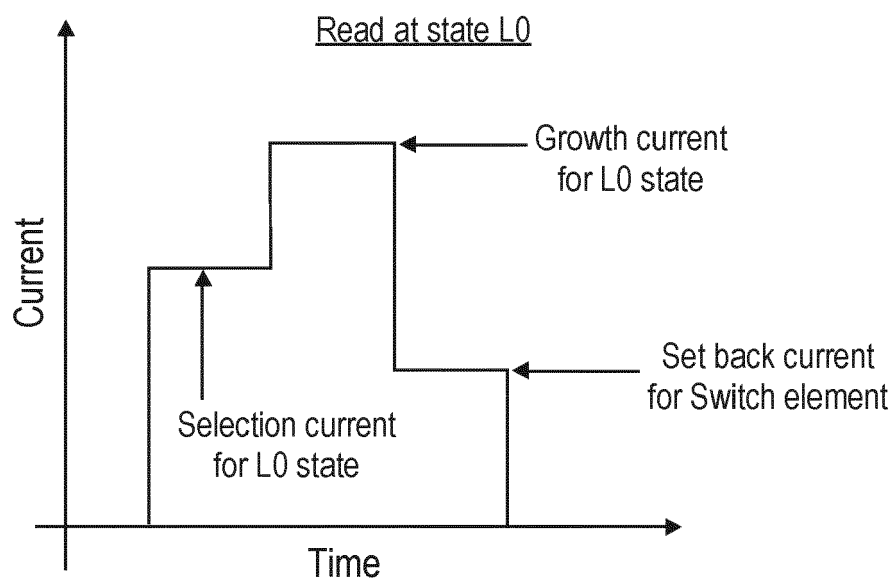 Read at state L0
Growth current
for L0 state
Current
Set back current
for Switch element
Selection current
for L0 state
Time